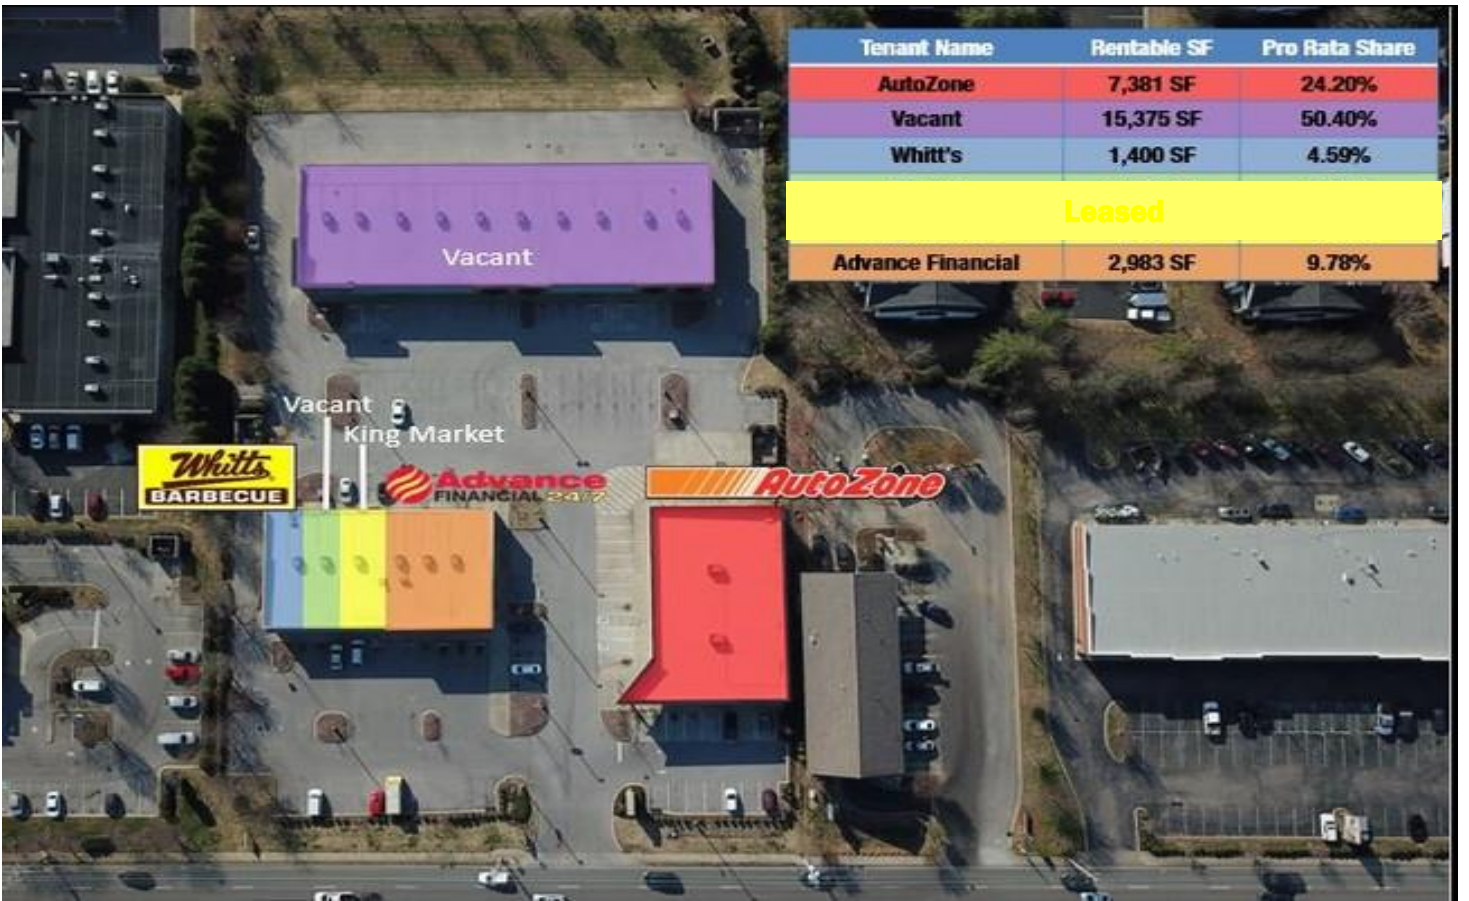 Tenant Name Rentable SF Pro Rata Share
AutoZone 7,381 SF 24.20%
Vacant 15,375 SF 50.40%
Whitt's 1,400 SF 4.59%
Leased
Advance Financial 2,983 SF 9.78%
Vacant
Vacant
King Market
Whitts
BARBECUE
Advance
FINANCIAL 24/7
AutoZone